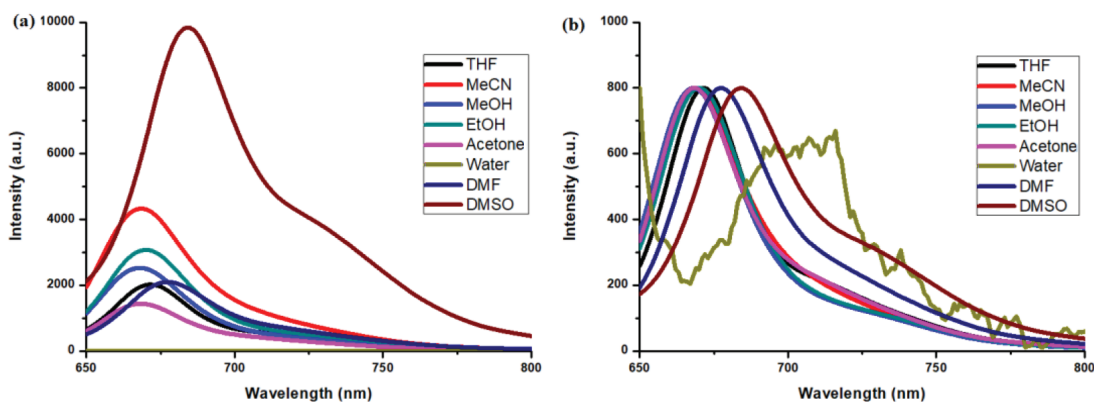 (a)
10000
8000
6000
4000
2000
0
Intensity (a.u.)
650
700
750
800
Wavelength (nm)
THF
MeCN
MeOH
EtOH
Acetone
Water
DMF
DMSO
(b)
1000
800
600
400
200
0
Intensity (a.u.)
650
700
750
800
Wavelength (nm)
THF
MeCN
MeOH
EtOH
Acetone
Water
DMF
DMSO